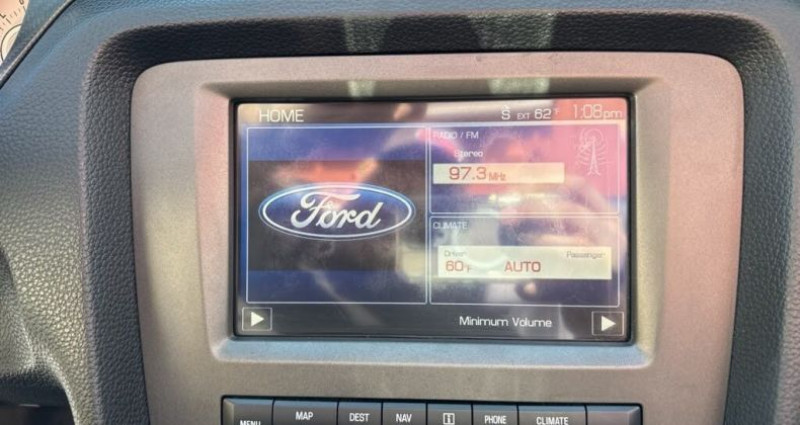 HOME S EXT 62°F 1:08pm
RADIO / FM
Stereo
97.3 MHz
Ford
CLIMATE
Driver Passenger
60°F AUTO
Minimum Volume
MENU MAP DEST NAV i PHONE CLIMATE